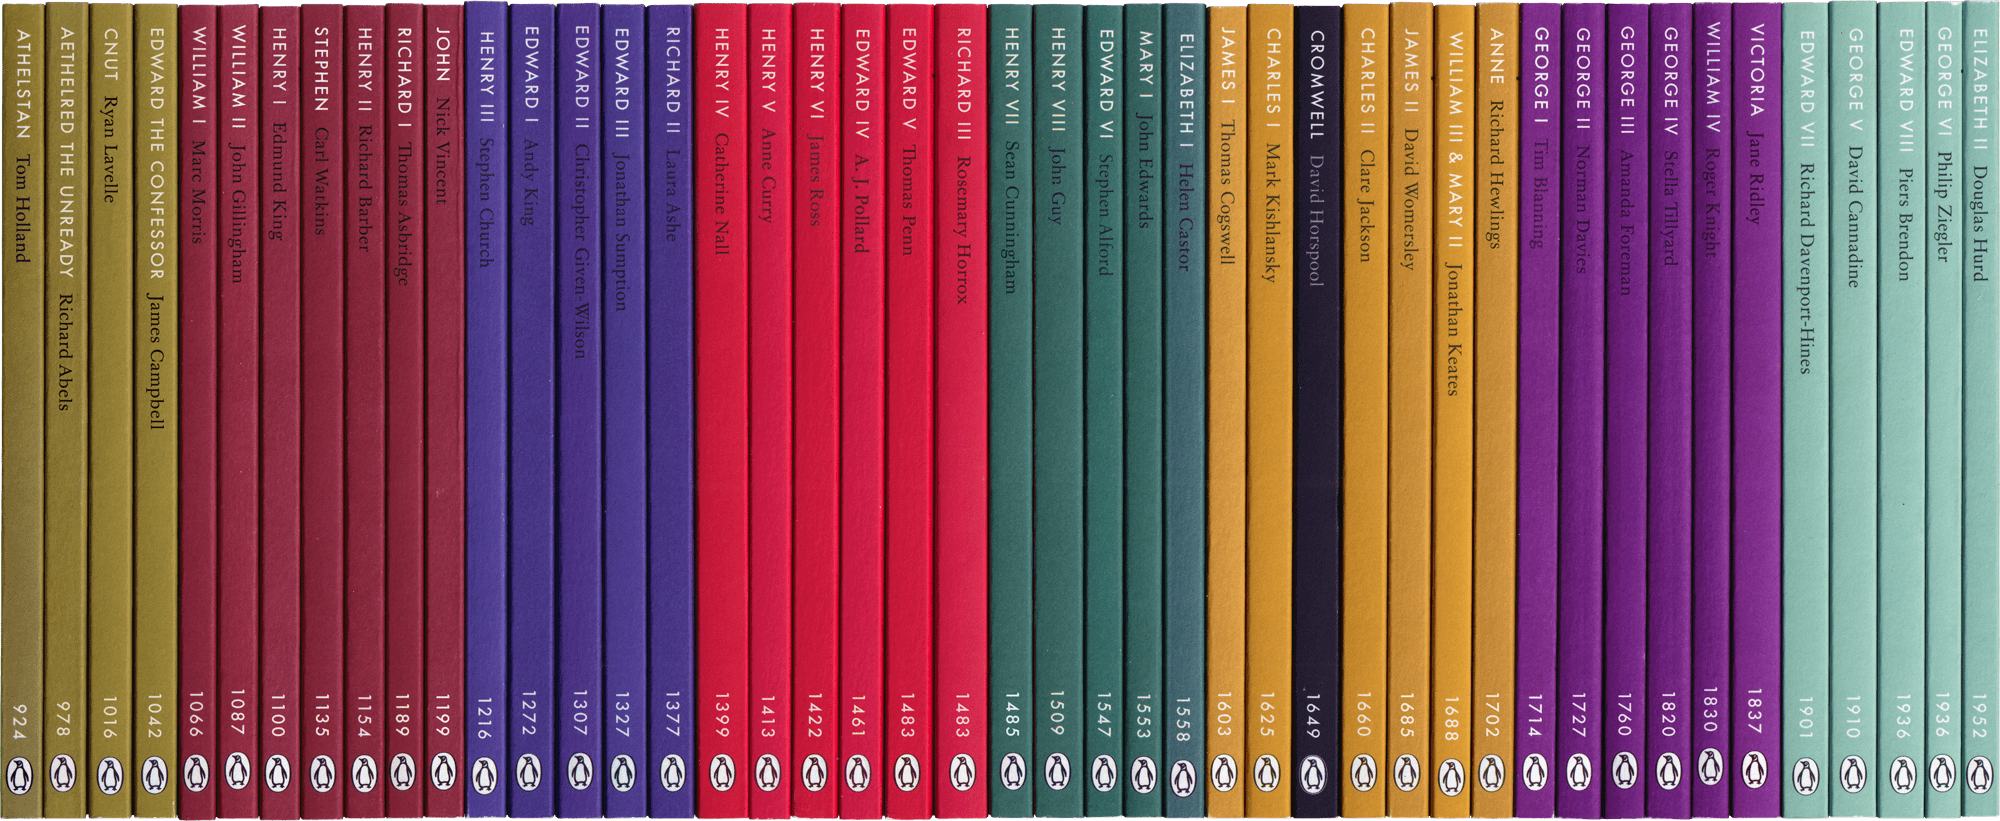 ATHELSTAN Tom Holland 924
AETHELRED THE UNREADY Richard Abels 978
CNUT Ryan Lavelle 1016
EDWARD THE CONFESSOR James Campbell 1042
WILLIAM I Marc Morris 1066
WILLIAM II John Gillingham 1087
HENRY I Edmund King 1100
STEPHEN Carl Watkins 1135
HENRY II Richard Barber 1154
RICHARD I Thomas Asbridge 1189
JOHN Nick Vincent 1199
HENRY III Stephen Church 1216
EDWARD I Andy King 1272
EDWARD II Christopher Given-Wilson 1307
EDWARD III Jonathan Sumption 1327
RICHARD II Laura Ashe 1377
HENRY IV Catherine Nall 1399
HENRY V Anne Curry 1413
HENRY VI James Ross 1422
EDWARD IV A. J. Pollard 1461
EDWARD V Thomas Penn 1483
RICHARD III Rosemary Horrox 1483
HENRY VII Sean Cunningham 1485
HENRY VIII John Guy 1509
EDWARD VI Stephen Alford 1547
MARY I John Edwards 1553
ELIZABETH I Helen Castor 1558
JAMES I Thomas Cogswell 1603
CHARLES I Mark Kishlansky 1625
CROMWELL David Horspool 1649
CHARLES II Clare Jackson 1660
JAMES II David Womersley 1685
WILLIAM III & MARY II Jonathan Keates 1688
ANNE Richard Hewlings 1702
GEORGE I Tim Blanning 1714
GEORGE II Norman Davies 1727
GEORGE III Amanda Foreman 1760
GEORGE IV Stella Tillyard 1820
WILLIAM IV Roger Knight 1830
VICTORIA Jane Ridley 1837
EDWARD VII Richard Davenport-Hines 1901
GEORGE V David Cannadine 1910
EDWARD VIII Piers Brendon 1936
GEORGE VI Philip Ziegler 1936
ELIZABETH II Douglas Hurd 1952